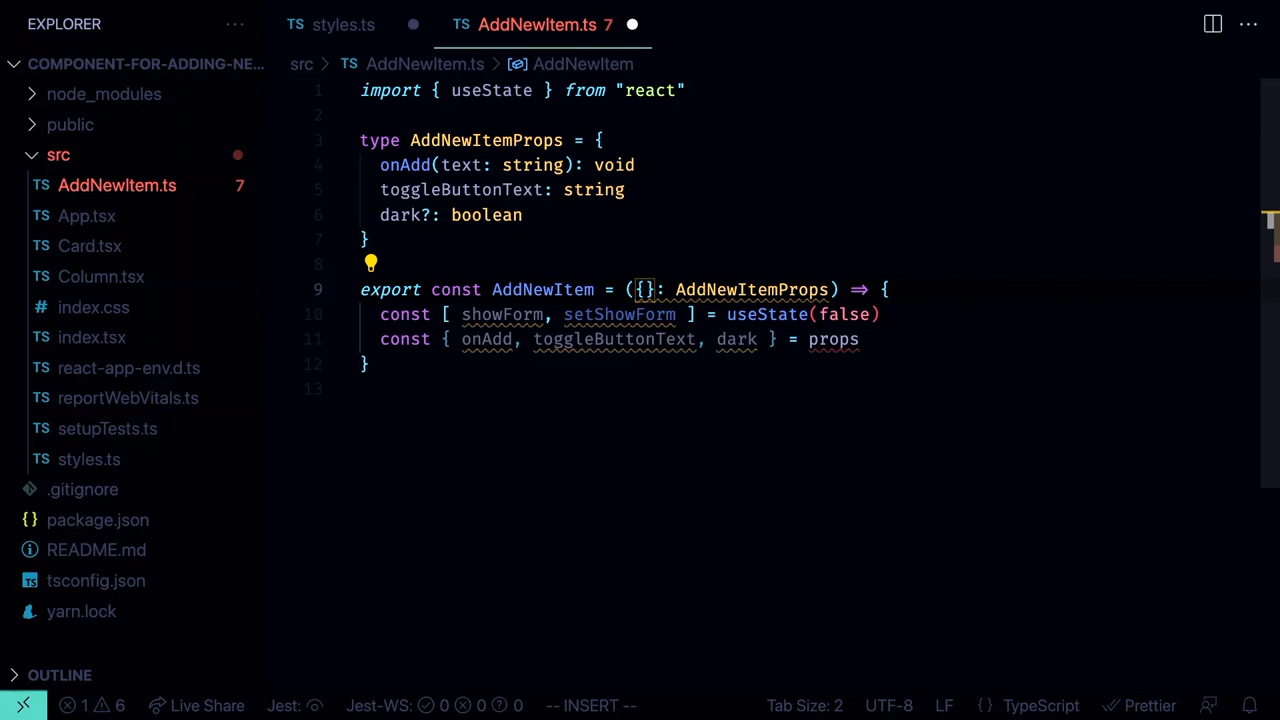 EXPLORER ···
TS styles.ts
TS AddNewItem.ts 7
···
COMPONENT-FOR-ADDING-NE...
node_modules
public
src
TS AddNewItem.ts 7
TS App.tsx
TS Card.tsx
TS Column.tsx
# index.css
TS index.tsx
TS react-app-env.d.ts
TS reportWebVitals.ts
TS setupTests.ts
TS styles.ts
.gitignore
{} package.json
README.md
TS tsconfig.json
yarn.lock
OUTLINE
src > TS AddNewItem.ts > AddNewItem
1 import { useState } from "react"
2
3 type AddNewItemProps = {
4 onAdd(text: string): void
5 toggleButtonText: string
6 dark?: boolean
7 }
8
9 export const AddNewItem = ({}: AddNewItemProps) => {
10 const [ showForm, setShowForm ] = useState(false)
11 const { onAdd, toggleButtonText, dark } = props
12 }
13
1 6 Live Share Jest: Jest-WS: 0 0 0 -- INSERT -- Tab Size: 2 UTF-8 LF {} TypeScript Prettier